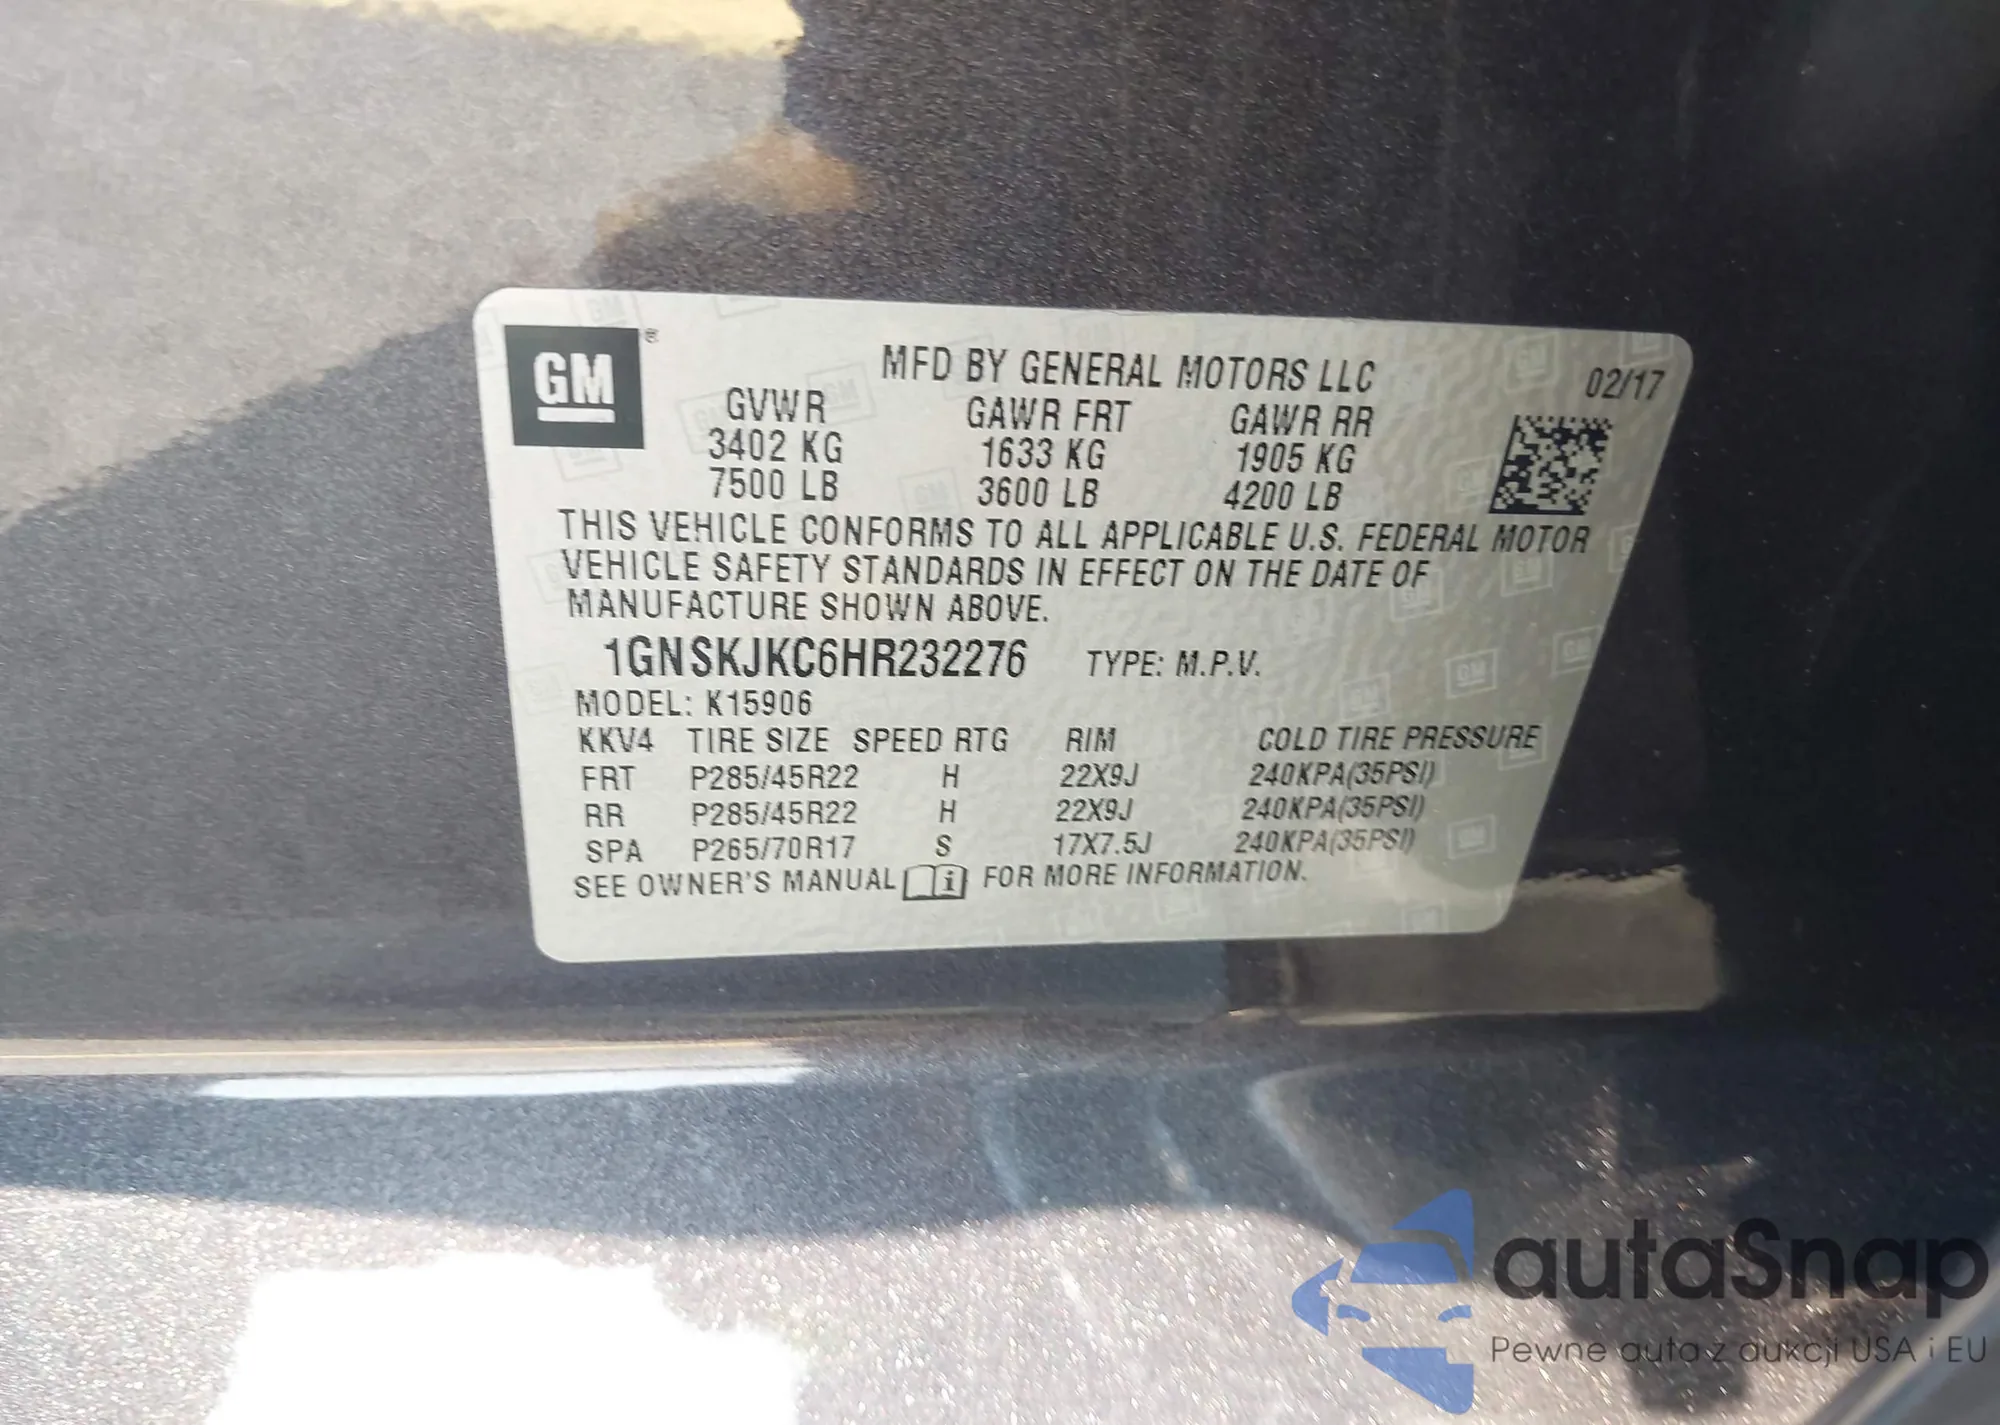 GM ®
MFD BY GENERAL MOTORS LLC 02/17
GVWR GAWR FRT GAWR RR
3402 KG 1633 KG 1905 KG
7500 LB 3600 LB 4200 LB
THIS VEHICLE CONFORMS TO ALL APPLICABLE U.S. FEDERAL MOTOR
VEHICLE SAFETY STANDARDS IN EFFECT ON THE DATE OF
MANUFACTURE SHOWN ABOVE.
1GNSKJKC6HR232276 TYPE: M.P.V.
MODEL: K15906
KKV4 TIRE SIZE SPEED RTG RIM COLD TIRE PRESSURE
FRT P285/45R22 H 22X9J 240KPA(35PSI)
RR P285/45R22 H 22X9J 240KPA(35PSI)
SPA P265/70R17 S 17X7.5J 240KPA(35PSI)
SEE OWNER'S MANUAL i FOR MORE INFORMATION.
autaSnap
Pewne auta z aukcji USA i EU